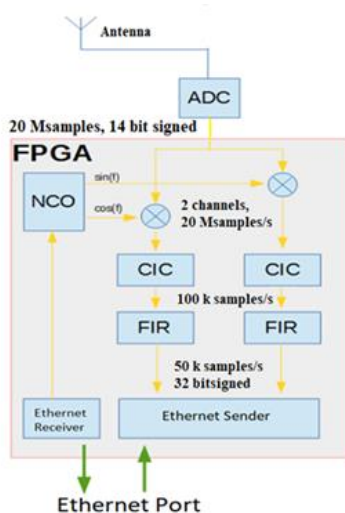 Antenna
ADC
20 Msamples, 14 bit signed
FPGA
sin(f)
NCO
cos(f)
2 channels,
20 Msamples/s
CIC
CIC
100 k samples/s
FIR
FIR
50 k samples/s
32 bitsigned
Ethernet
Receiver
Ethernet Sender
Ethernet Port